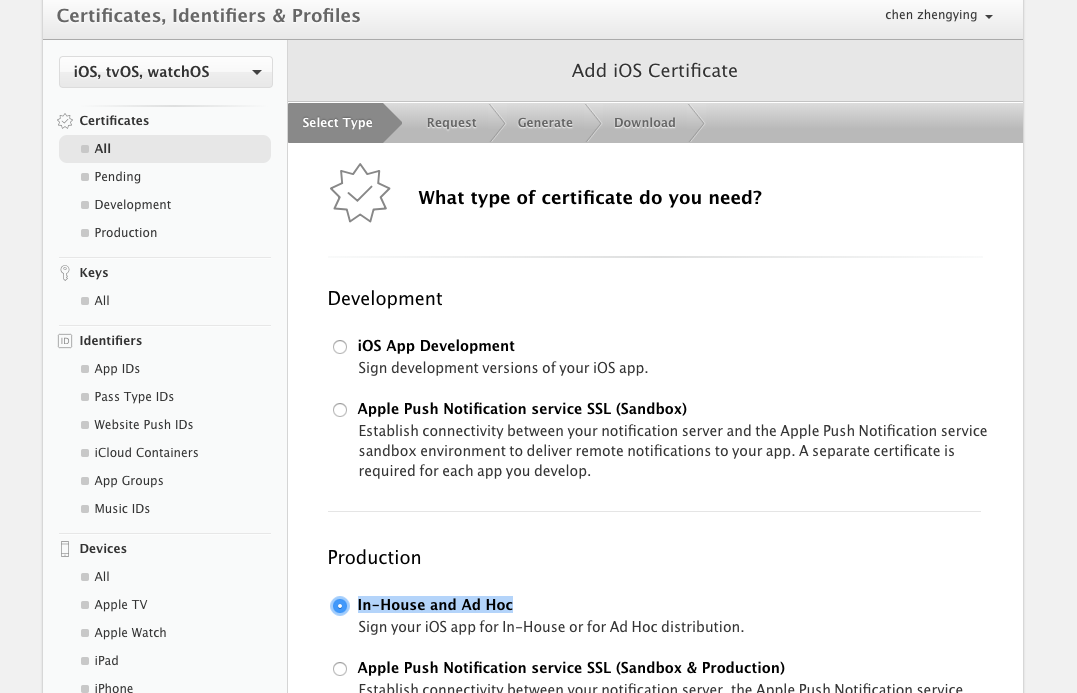 Certificates, Identifiers & Profiles
chen zhengying
iOS, tvOS, watchOS
Certificates
All
Pending
Development
Production
Keys
All
ID
Identifiers
App IDs
Pass Type IDs
Website Push IDs
iCloud Containers
App Groups
Music IDs
Devices
All
Apple TV
Apple Watch
iPad
iPhone
Add iOS Certificate
Select Type
Request
Generate
Download
What type of certificate do you need?
Development
iOS App Development
Sign development versions of your iOS app.
Apple Push Notification service SSL (Sandbox)
Establish connectivity between your notification server and the Apple Push Notification service
sandbox environment to deliver remote notifications to your app. A separate certificate is
required for each app you develop.
Production
In-House and Ad Hoc
Sign your iOS app for In-House or for Ad Hoc distribution.
Apple Push Notification service SSL (Sandbox & Production)
Establish connectivity between your notification server, the Apple Push Notification service